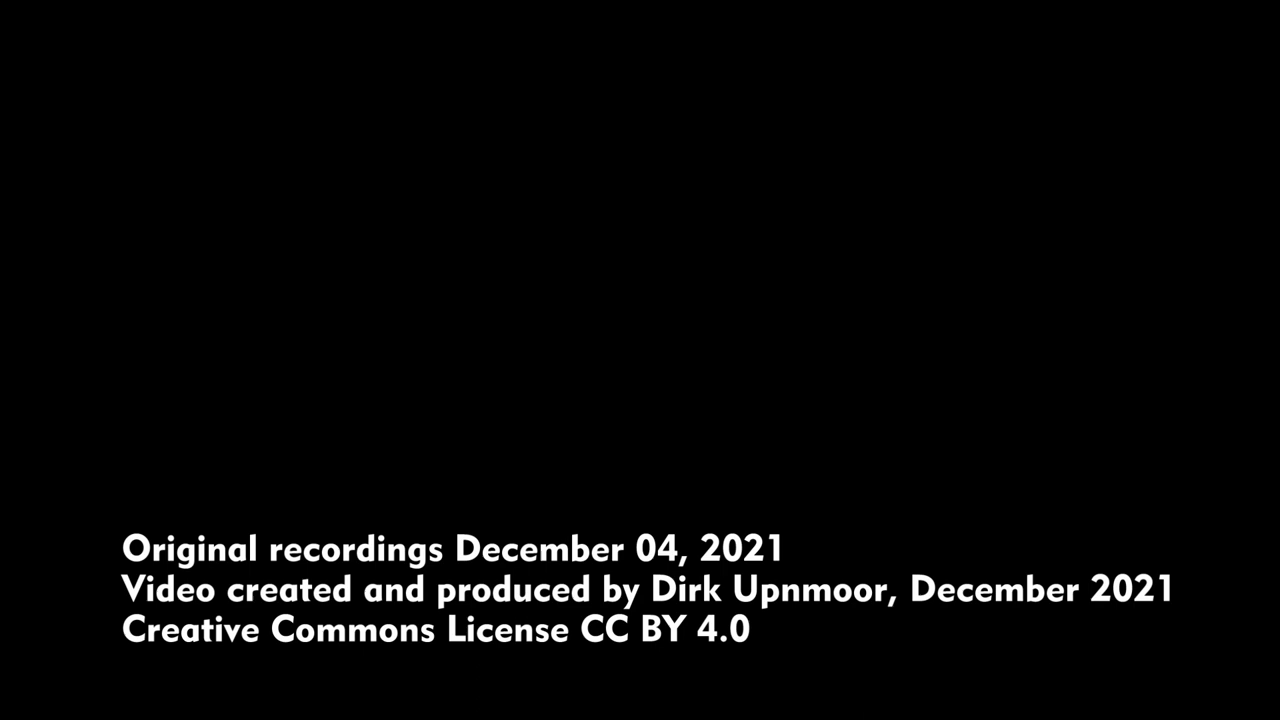 Original recordings December 04, 2021
Video created and produced by Dirk Upnmoor, December 2021
Creative Commons License CC BY 4.0